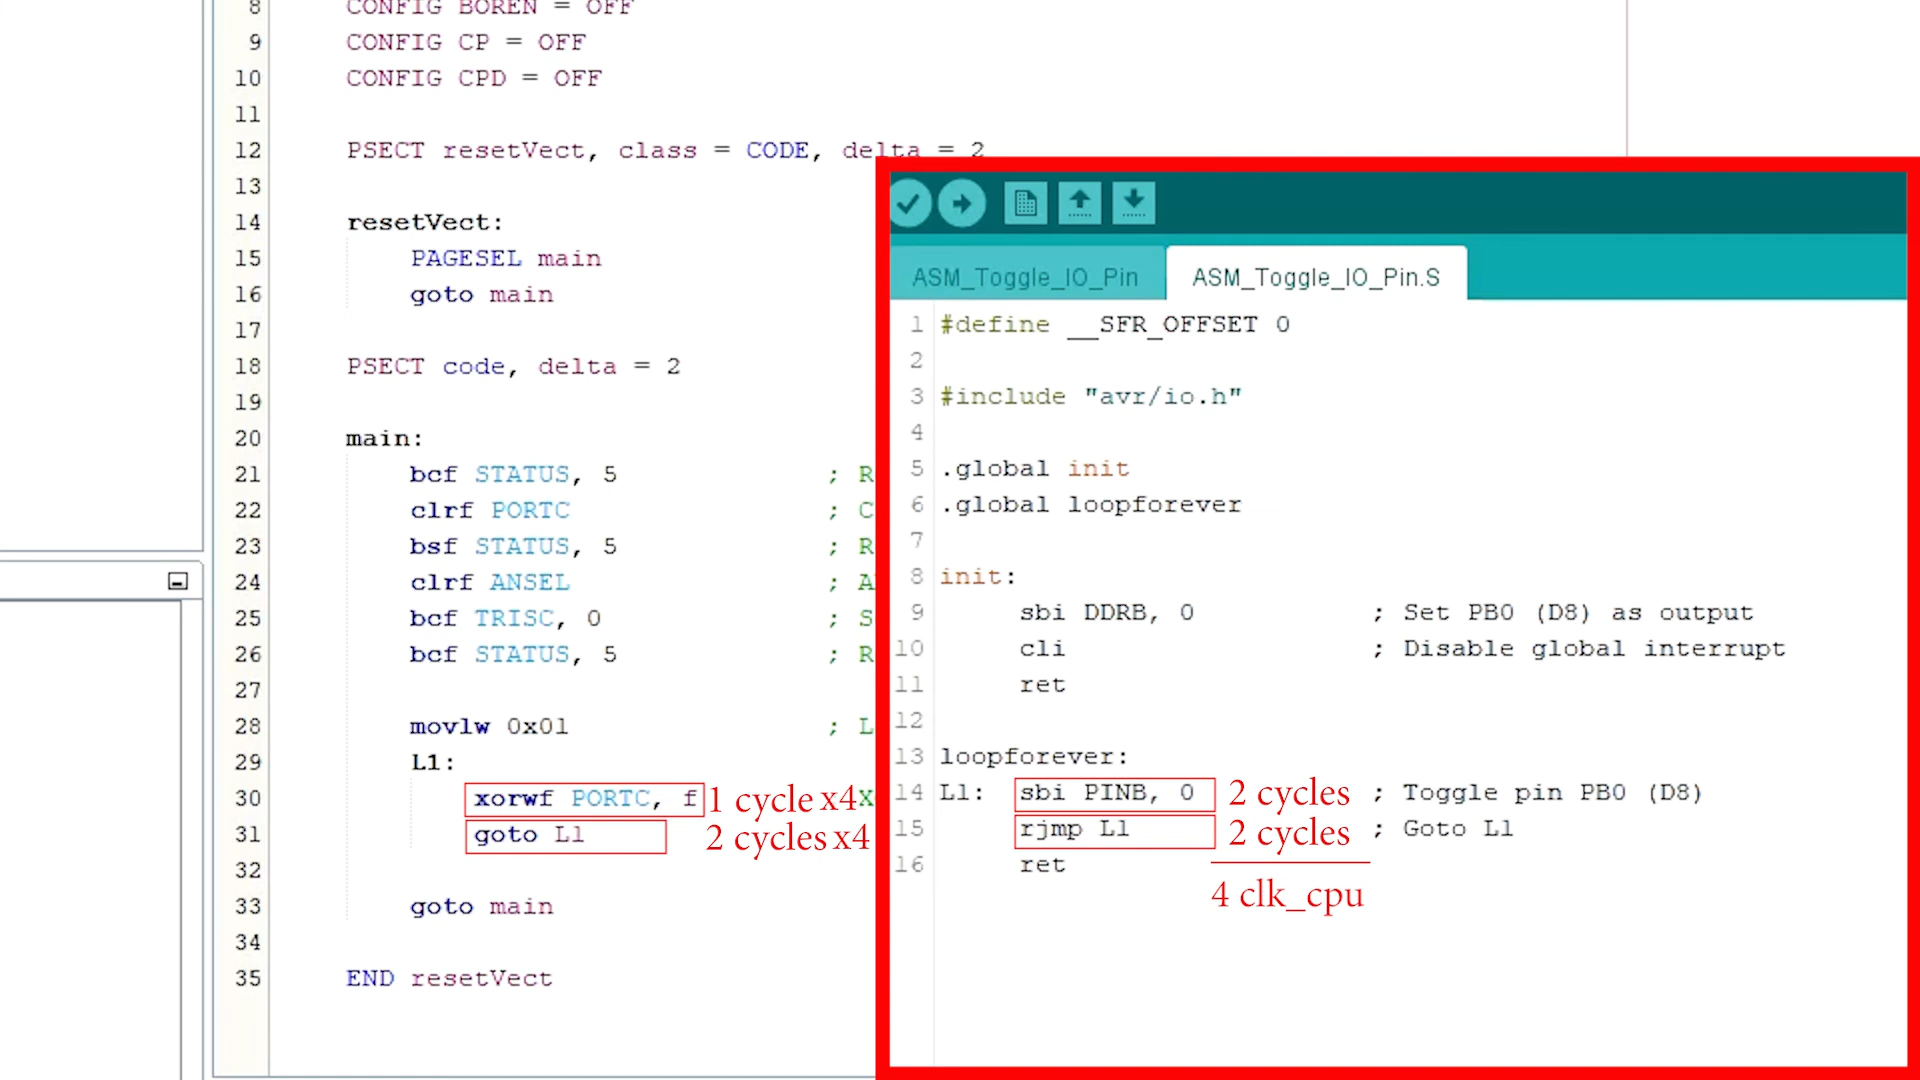 8 CONFIG BOREN = OFF
9 CONFIG CP = OFF
10 CONFIG CPD = OFF
11
12 PSECT resetVect, class = CODE, delta = 2
13
14 resetVect:
15 PAGESEL main
16 goto main
17
18 PSECT code, delta = 2
19
20 main:
21 bcf STATUS, 5 ; R
22 clrf PORTC ; C
23 bsf STATUS, 5 ; R
24 clrf ANSEL ; A
25 bcf TRISC, 0 ; S
26 bcf STATUS, 5 ; R
27
28 movlw 0x01 ; L
29 L1:
30 xorwf PORTC, f 1 cycle x4 X
31 goto L1 2 cycles x4
32
33 goto main
34
35 END resetVect
ASM_Toggle_IO_Pin ASM_Toggle_IO_Pin.S
1 #define __SFR_OFFSET 0
2
3 #include "avr/io.h"
4
5 .global init
6 .global loopforever
7
8 init:
9 sbi DDRB, 0 ; Set PB0 (D8) as output
10 cli ; Disable global interrupt
11 ret
12
13 loopforever:
14 L1: sbi PINB, 0 2 cycles ; Toggle pin PB0 (D8)
15 rjmp L1 2 cycles ; Goto L1
16 ret
4 clk_cpu